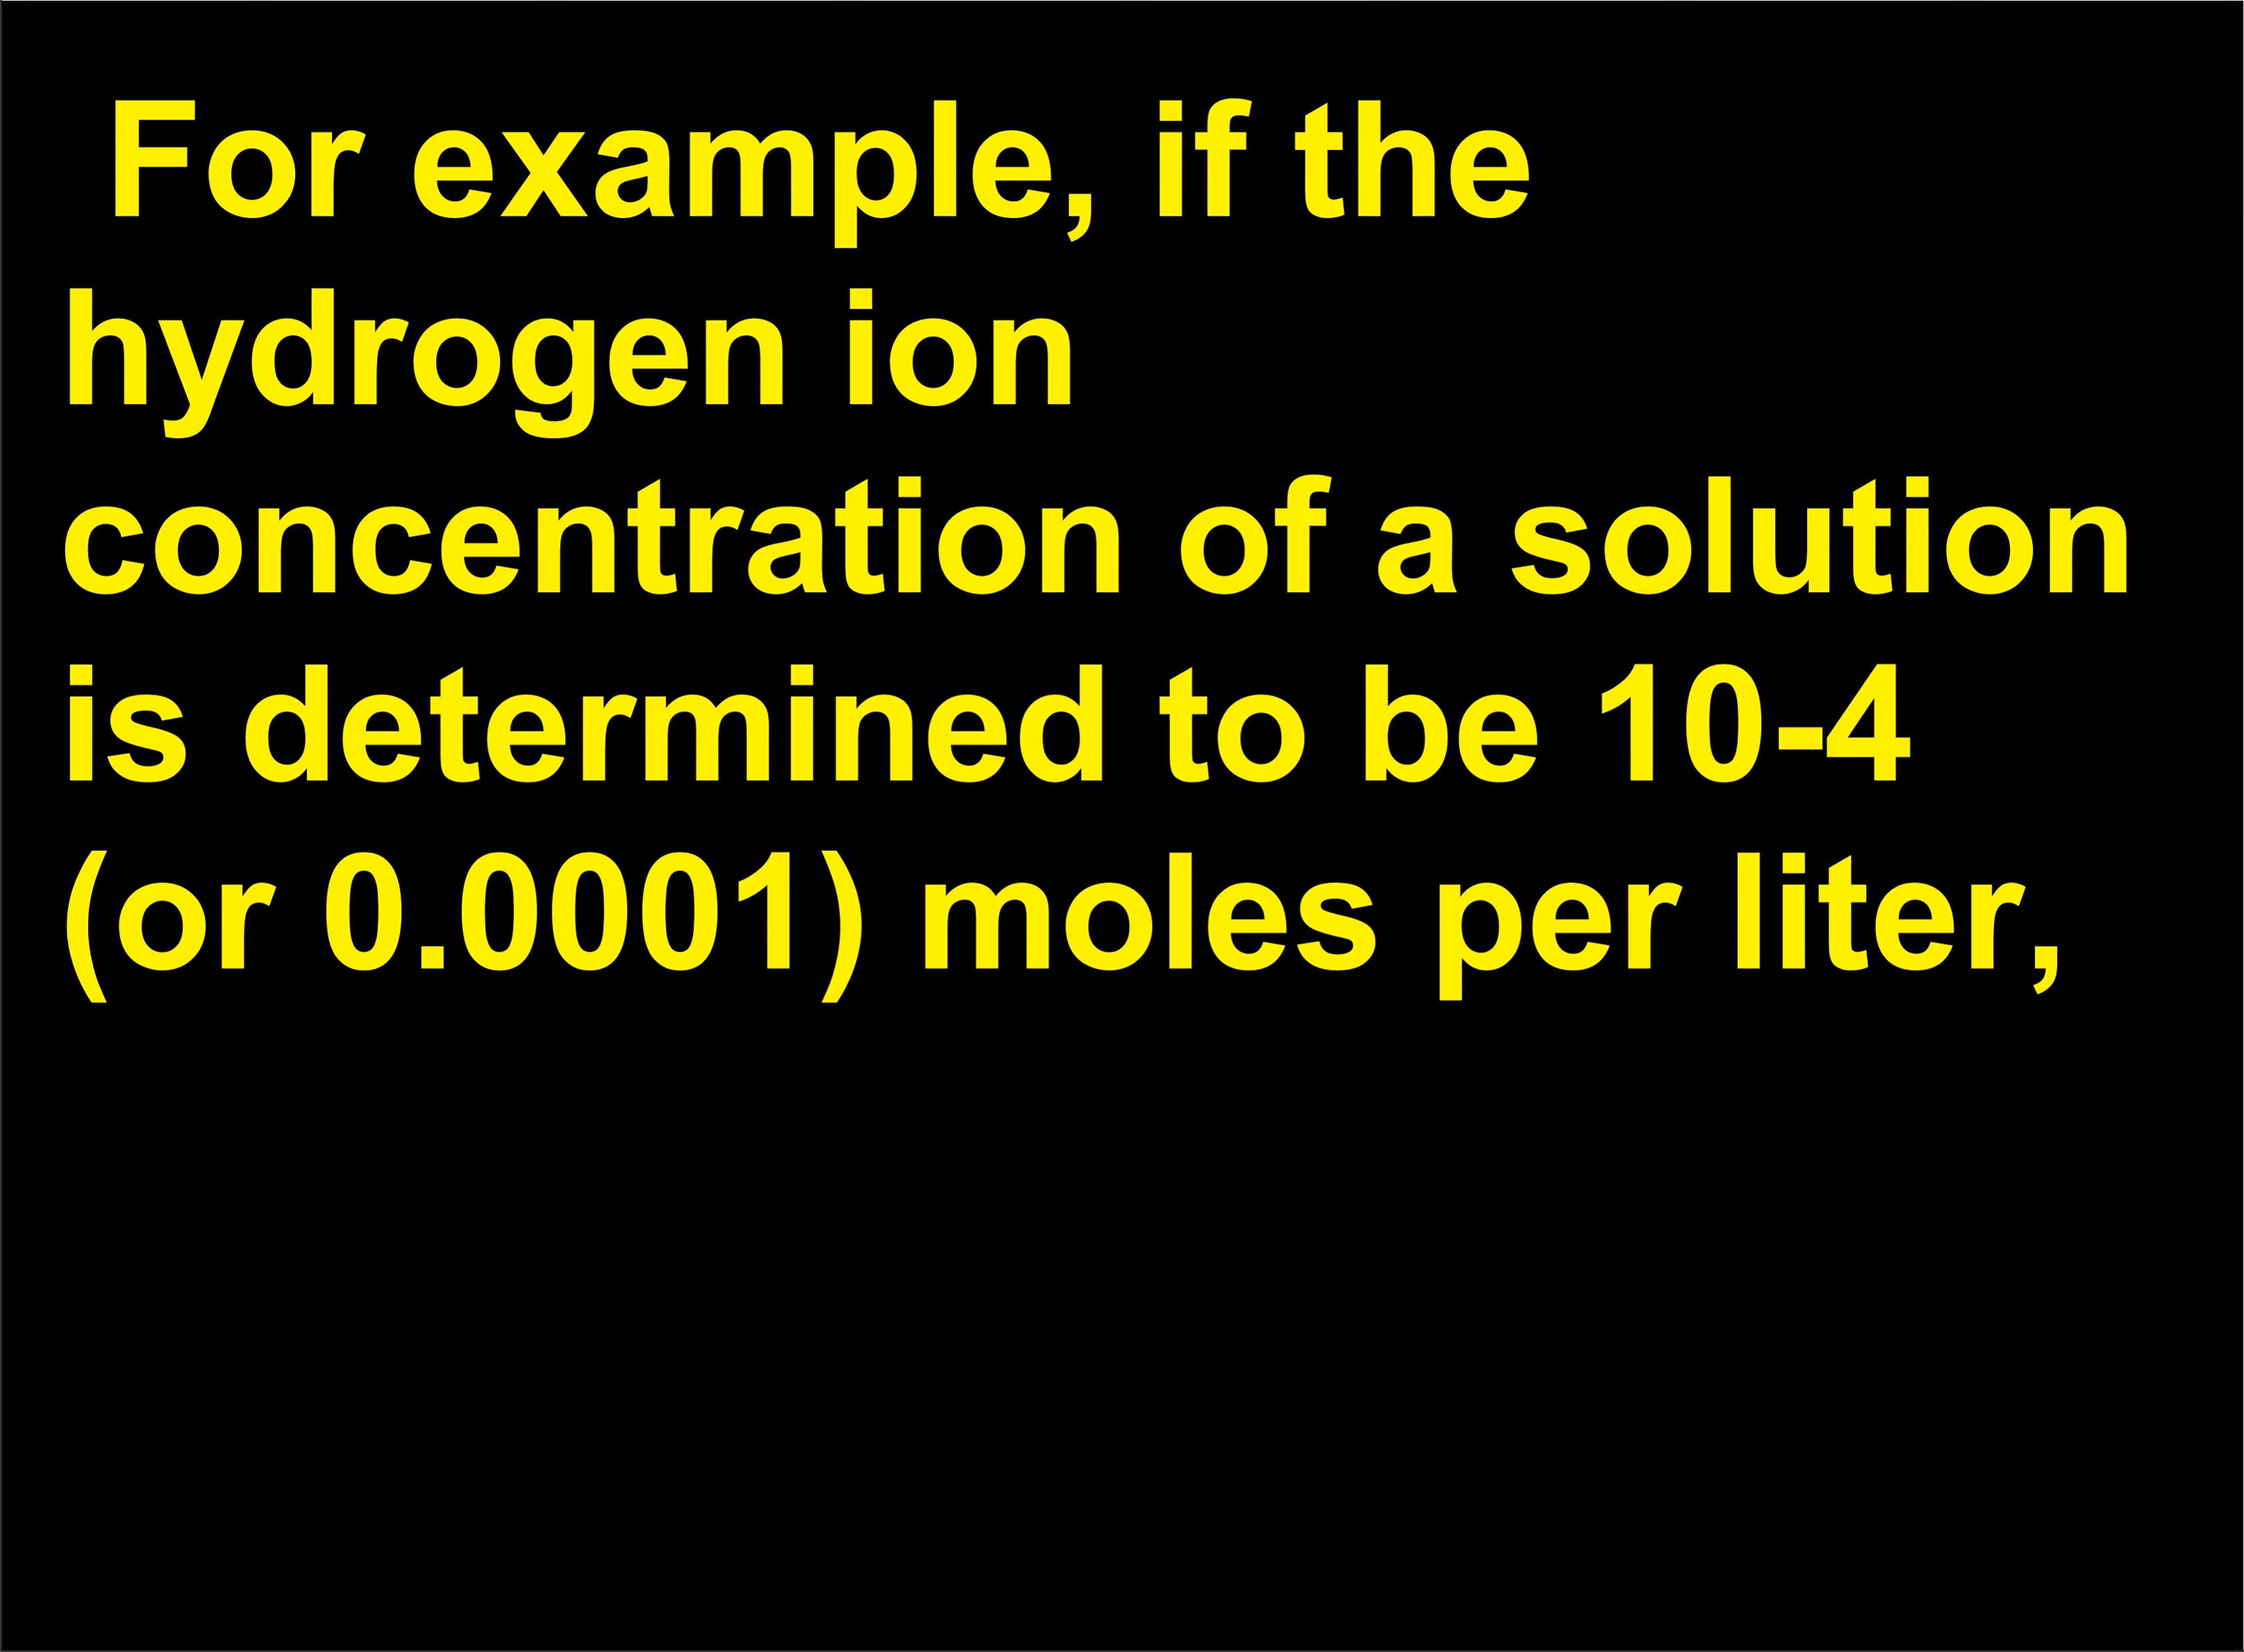 For example, if the
hydrogen ion
concentration of a solution
is determined to be 10-4
(or 0.0001) moles per liter,